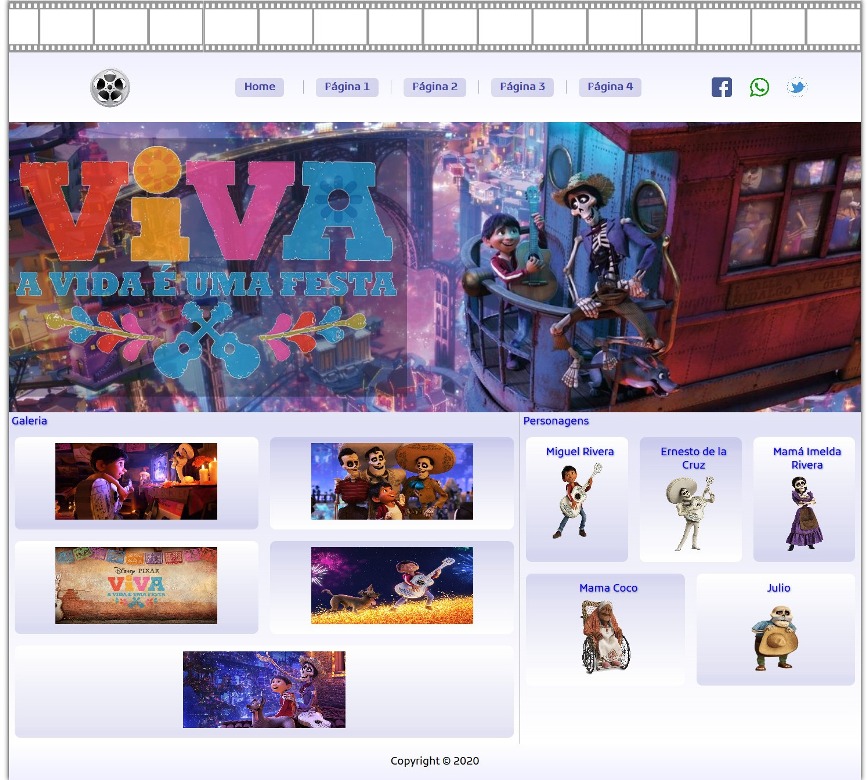 Home
Página 1
Página 2
Página 3
Página 4
VIVA
A VIDA É UMA FESTA
Galeria
Personagens
Miguel Rivera
Ernesto de la
Cruz
Mamá Imelda
Rivera
Disney PIXAR
VIVA
A VIDA É UMA FESTA
Mama Coco
Julio
Copyright © 2020